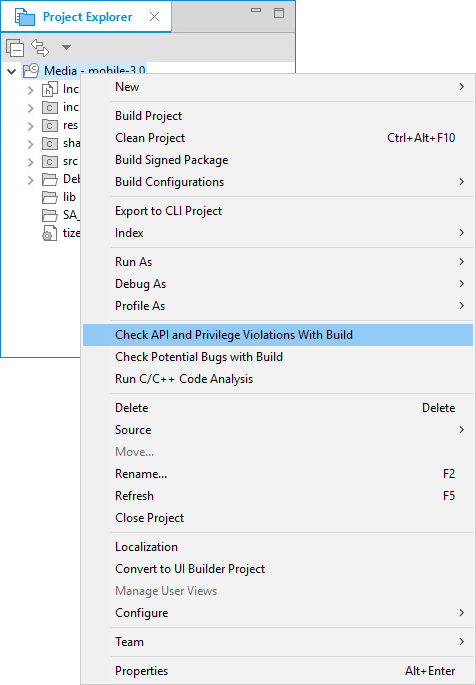 Project Explorer
Media - mobile-3.0
Inc
inc
res
sha
src
Deb
lib
SA_
tize
New
Build Project
Clean Project Ctrl+Alt+F10
Build Signed Package
Build Configurations
Export to CLI Project
Index
Run As
Debug As
Profile As
Check API and Privilege Violations With Build
Check Potential Bugs with Build
Run C/C++ Code Analysis
Delete Delete
Source
Move...
Rename... F2
Refresh F5
Close Project
Localization
Convert to UI Builder Project
Manage User Views
Configure
Team
Properties Alt+Enter